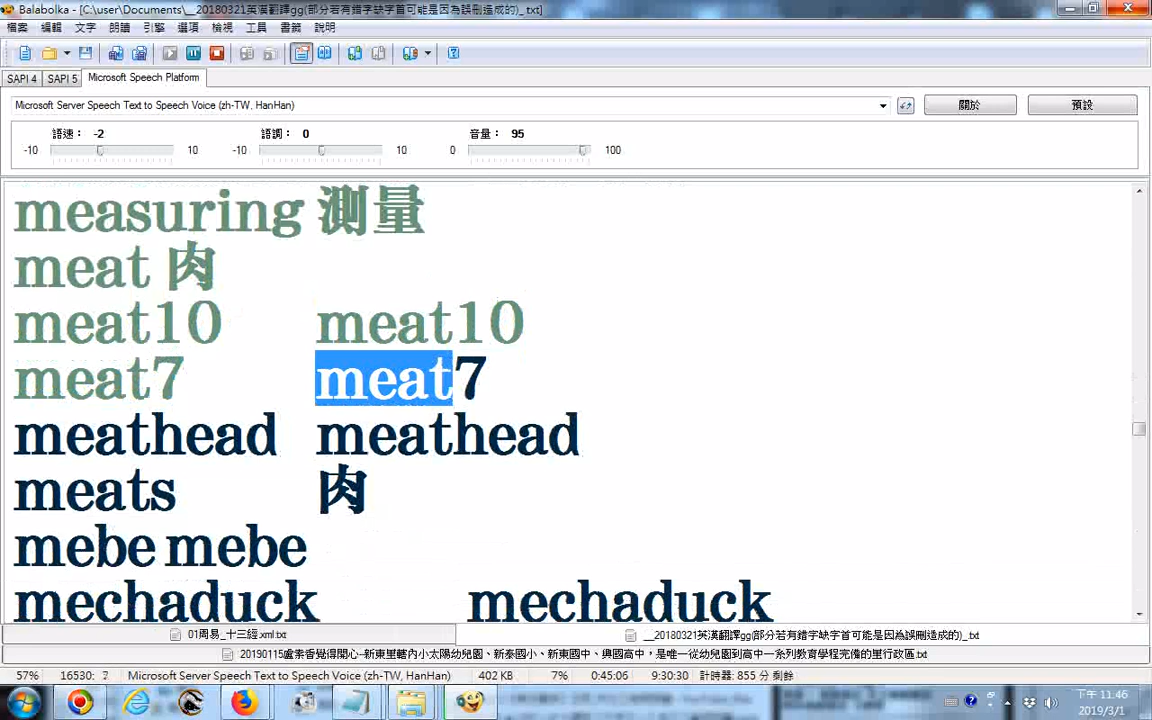 Balabolka - [C:\user\Documents\__20180321英漢翻譯gg(部分若有錯字缺字首可能是因為誤刪造成的)_.txt]
檔案 編輯 文字 朗讀 引擎 選項 檢視 工具 書籤 說明
SAPI 4 SAPI 5 Microsoft Speech Platform
Microsoft Server Speech Text to Speech Voice (zh-TW, HanHan) 關於 預設
語速： -2 語調： 0 音量： 95
-10 10 -10 10 0 100
measuring 測量
meat 肉
meat10 meat10
meat7 meat7
meathead meathead
meats 肉
mebe mebe
mechaduck mechaduck
01周易_十三經.xml.txt __20180321英漢翻譯gg(部分若有錯字缺字首可能是因為誤刪造成的)_.txt
20190115盧素香覺得開心--新東里轄內小太陽幼兒園、新泰國小、新東國中、興國高中，是唯一從幼兒園到高中一系列教育學程完備的里行政區.txt
57% 16530: 7 Microsoft Server Speech Text to Speech Voice (zh-TW, HanHan) 402 KB 7% 0:45:06 9:30:30 計時器: 855 分 剩餘
下午 11:46
2019/3/1